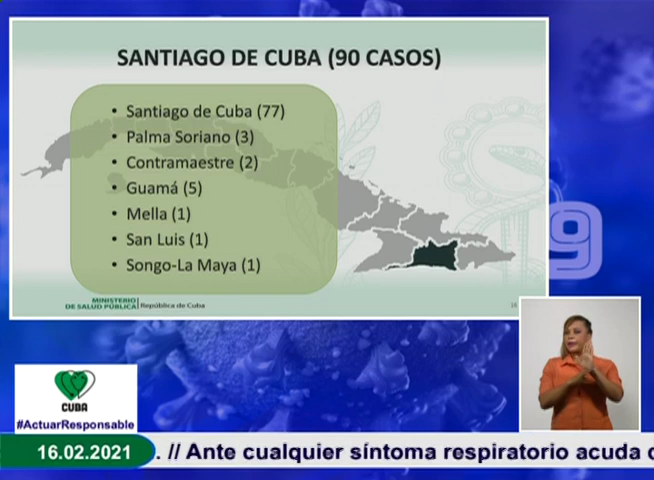 SANTIAGO DE CUBA (90 CASOS)
• Santiago de Cuba (77)
• Palma Soriano (3)
• Contramaestre (2)
• Guamá (5)
• Mella (1)
• San Luis (1)
• Songo-La Maya (1)
9
MINISTERIO
DE SALUD PÚBLICA
República de Cuba
16
CUBA
#ActuarResponsable
16.02.2021
. // Ante cualquier síntoma respiratorio acuda